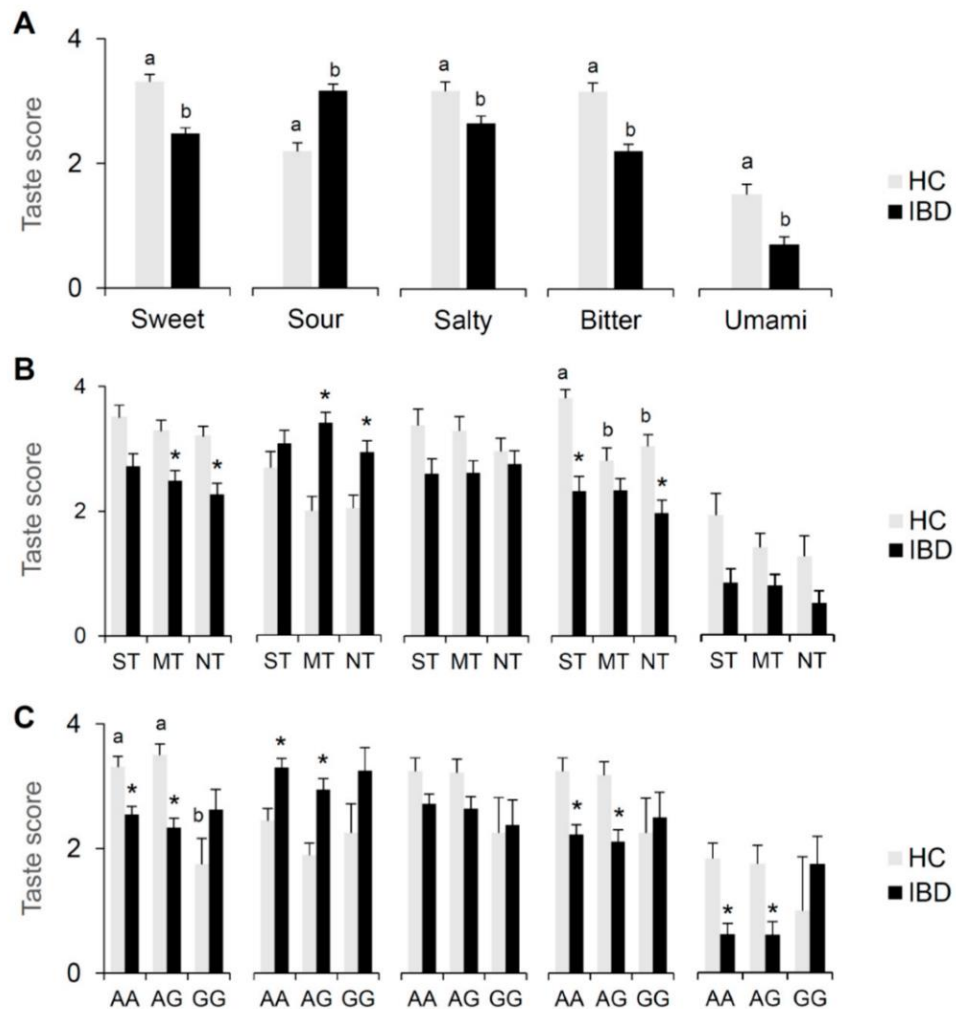 A
4
2
0
Taste score
a
b
a
b
a
b
a
b
a
b
Sweet
Sour
Salty
Bitter
Umami
HC
IBD
B
4
2
0
Taste score
*
*
*
*
a
*
b
b
*
ST MT NT
ST MT NT
ST MT NT
ST MT NT
ST MT NT
HC
IBD
C
4
2
0
Taste score
a
*
a
*
b
*
*
*
*
*
*
AA AG GG
AA AG GG
AA AG GG
AA AG GG
AA AG GG
HC
IBD